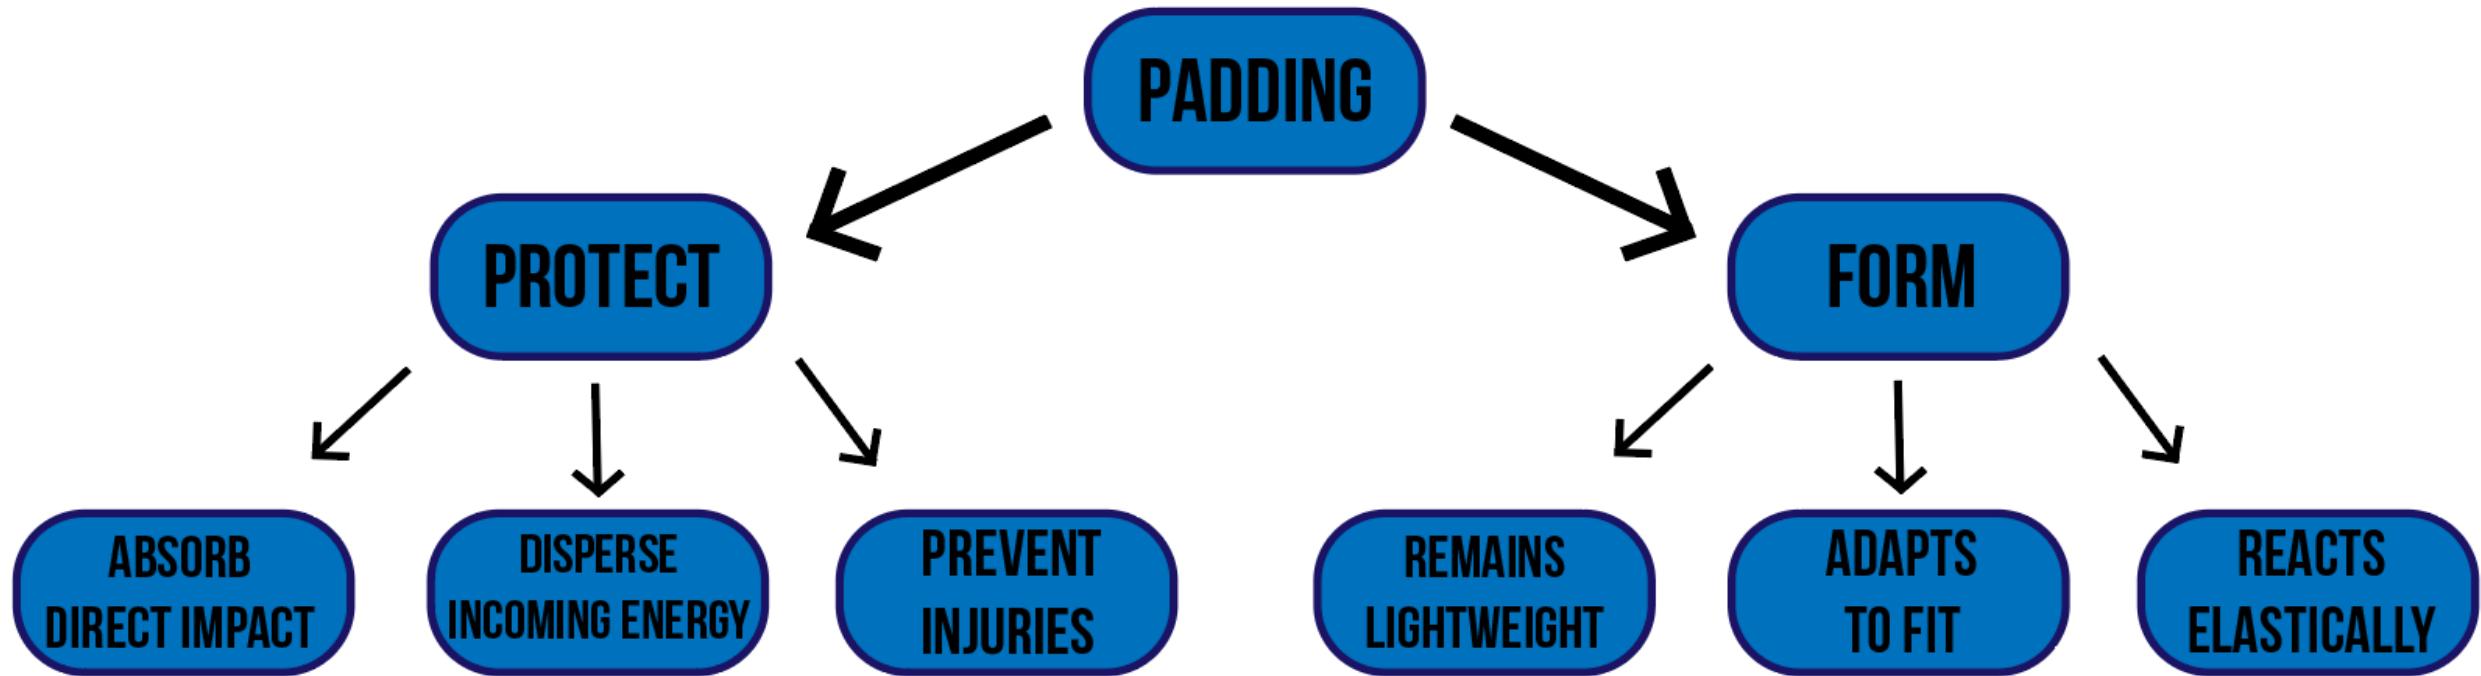 PADDING
PROTECT
FORM
ABSORB
DIRECT IMPACT
DISPERSE
INCOMING ENERGY
PREVENT
INJURIES
REMAINS
LIGHTWEIGHT
ADAPTS
TO FIT
REACTS
ELASTICALLY